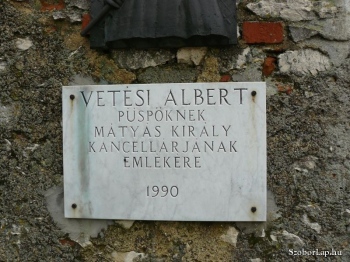 VETÉSI ALBERT
PÜSPÖKNEK
MÁTYÁS KIRÁLY
KANCELLÁRJÁNAK
EMLÉKÉRE
1990
Szoborlap.hu